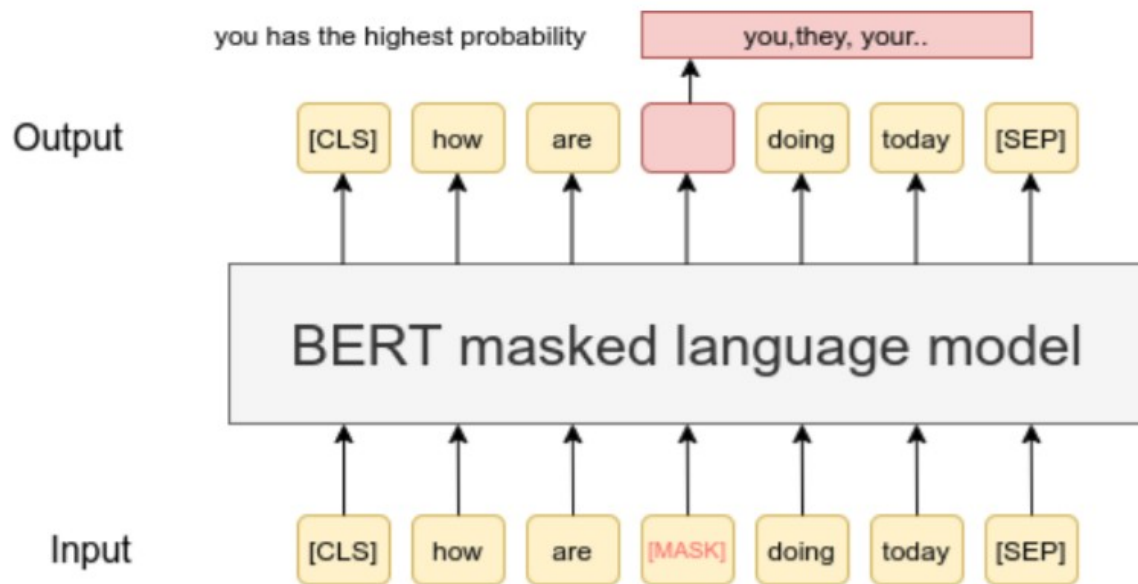 you has the highest probability you,they, your..
Output [CLS] how are doing today [SEP]
BERT masked language model
Input [CLS] how are [MASK] doing today [SEP]